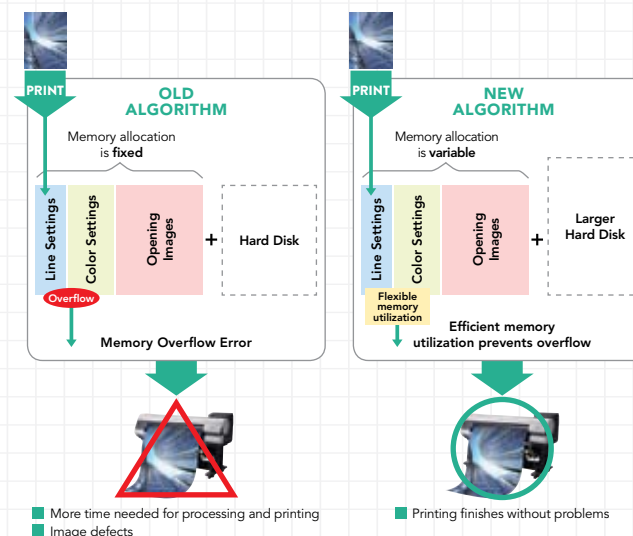 PRINT
OLD
ALGORITHM
Memory allocation
is fixed
Line Settings
Color Settings
Opening
Images
+
Hard Disk
Overflow
Memory Overflow Error
More time needed for processing and printing
Image defects
PRINT
NEW
ALGORITHM
Memory allocation
is variable
Line Settings
Color Settings
Opening
Images
+
Larger
Hard Disk
Flexible
memory
utilization
Efficient memory
utilization prevents overflow
Printing finishes without problems